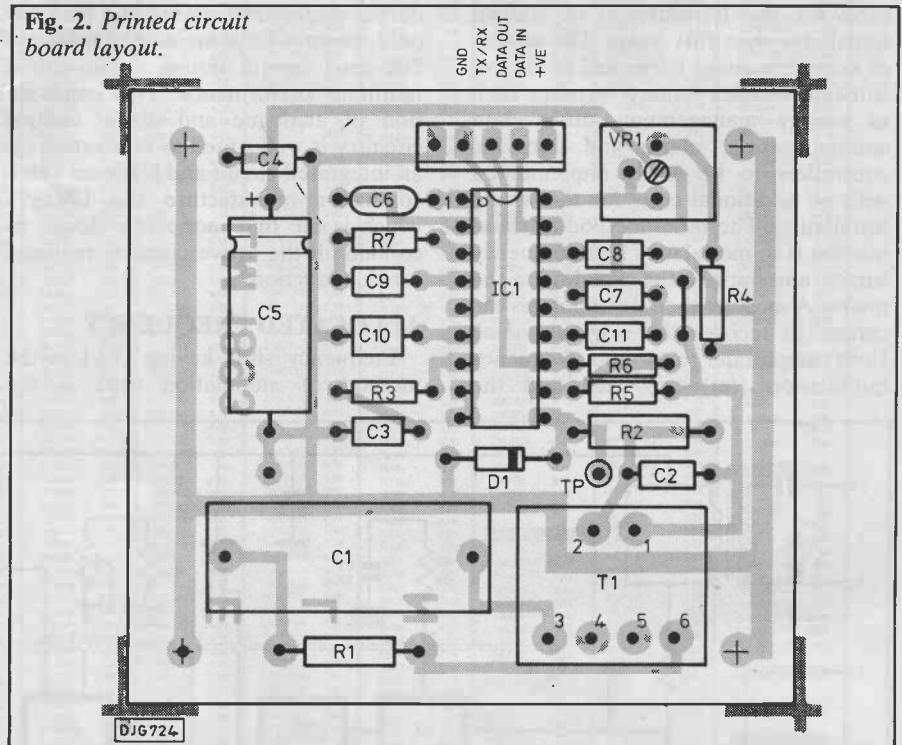 Fig. 2. Printed circuit
board layout.
GND
TX/RX
DATA OUT
DATA IN
+VE
VR1
C4
+
C6
1
R7
C8
C9
IC1
C7
R4
C5
C10
C11
R6
R3
R5
C3
R2
D1
TP
C2
C1
2
1
T1
3
4
5
6
E
L
N
R1
DJG724